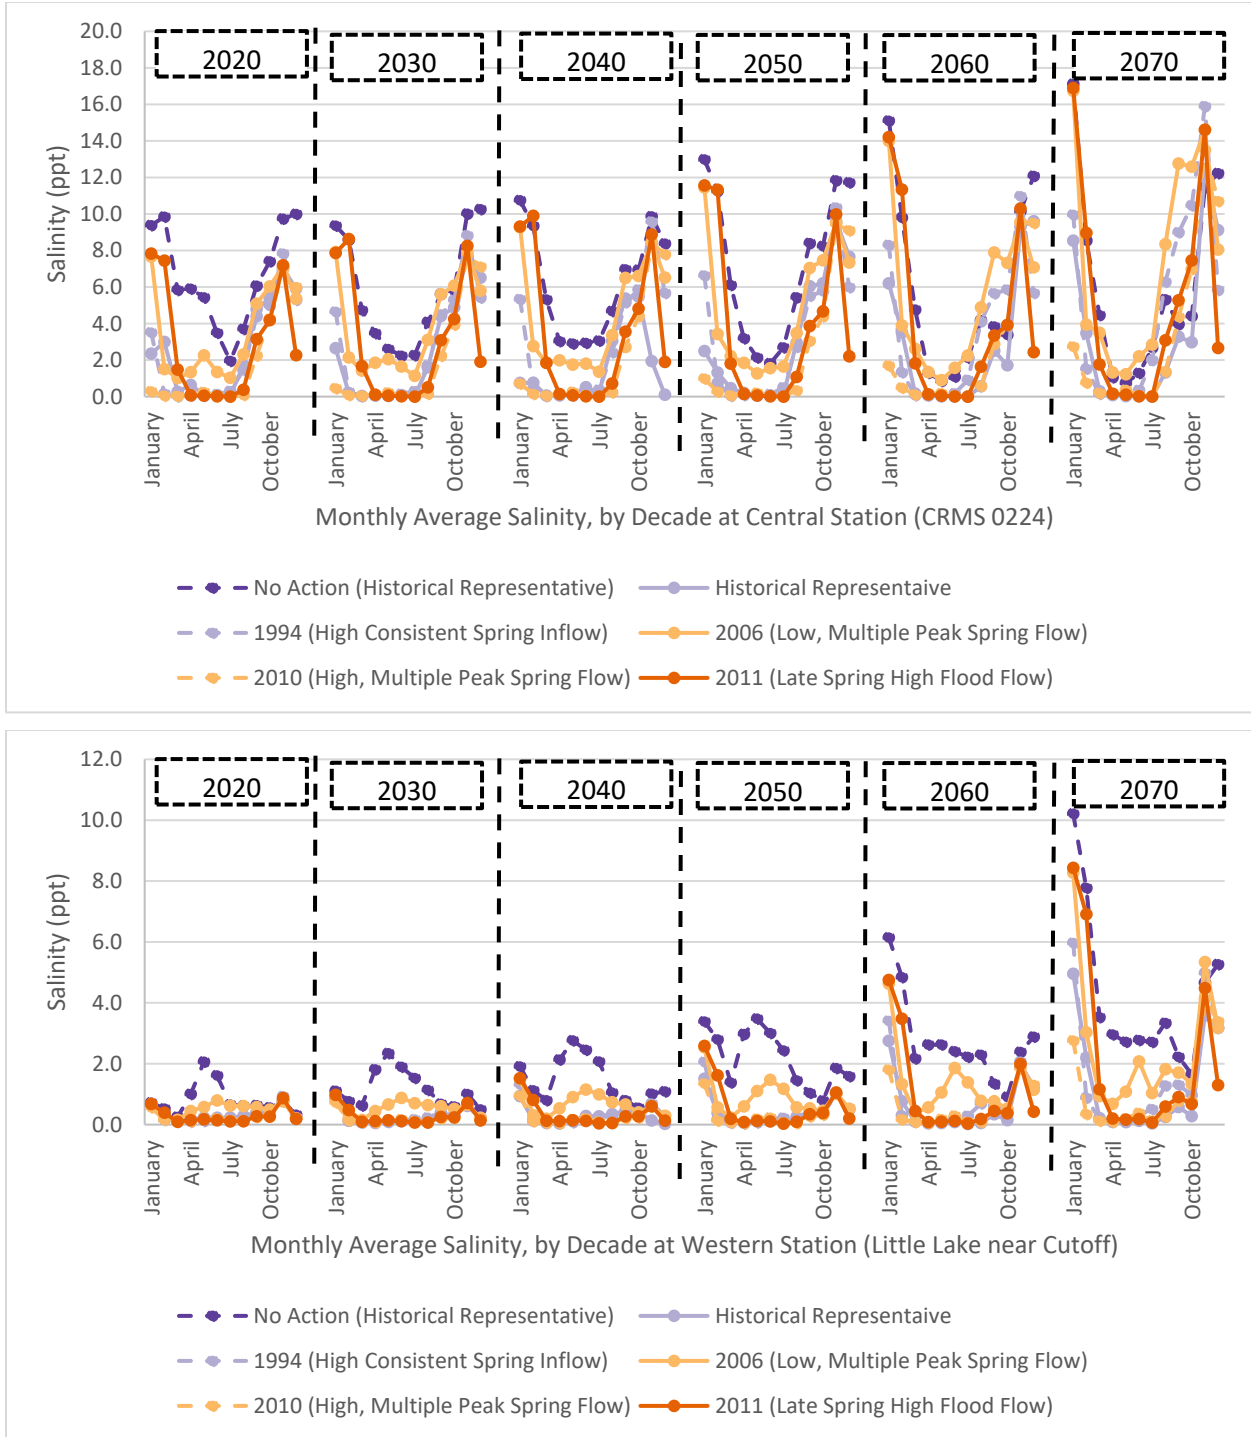 20.0
18.0
16.0
14.0
12.0
10.0
8.0
6.0
4.0
2.0
0.0
Salinity (ppt)
2020 2030 2040 2050 2060 2070
January April July October January April July October January April July October January April July October January April July October January April July October
Monthly Average Salinity, by Decade at Central Station (CRMS 0224)
No Action (Historical Representative) Historical Representaive
1994 (High Consistent Spring Inflow) 2006 (Low, Multiple Peak Spring Flow)
2010 (High, Multiple Peak Spring Flow) 2011 (Late Spring High Flood Flow)
12.0
10.0
8.0
6.0
4.0
2.0
0.0
Salinity (ppt)
2020 2030 2040 2050 2060 2070
January April July October January April July October January April July October January April July October January April July October January April July October
Monthly Average Salinity, by Decade at Western Station (Little Lake near Cutoff)
No Action (Historical Representative) Historical Representaive
1994 (High Consistent Spring Inflow) 2006 (Low, Multiple Peak Spring Flow)
2010 (High, Multiple Peak Spring Flow) 2011 (Late Spring High Flood Flow)